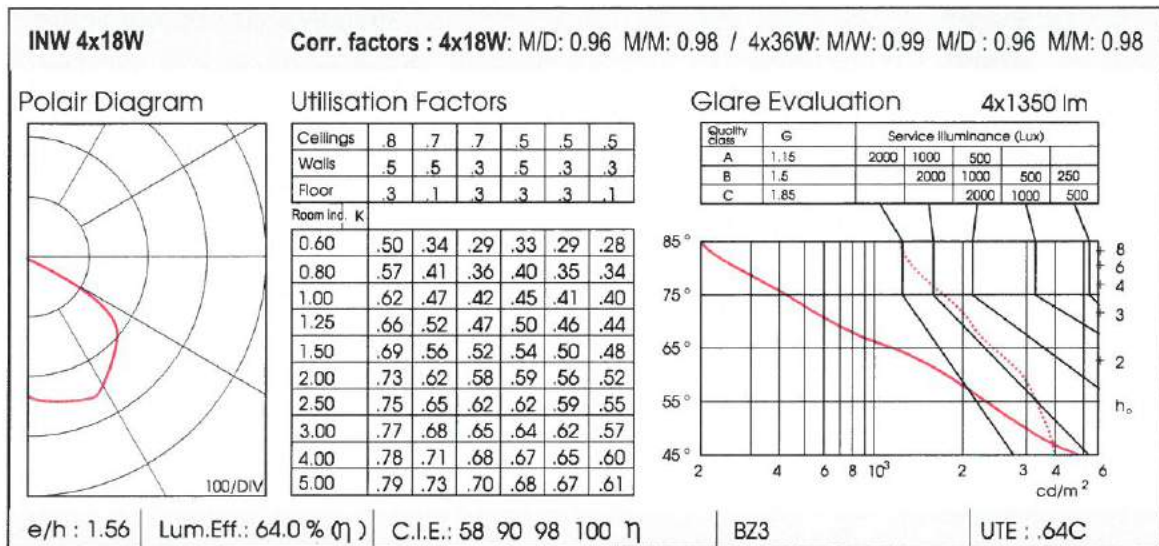 INW 4x18W
Corr. factors : 4x18W: M/D: 0.96 M/M: 0.98 / 4x36W: M/W: 0.99 M/D : 0.96 M/M: 0.98
Polair Diagram
100/DIV
Utilisation Factors
Ceilings .8 .7 .7 .5 .5 .5
Walls .5 .5 .3 .5 .3 .3
Floor .3 .1 .3 .3 .3 .1
Room ind. K
0.60 .50 .34 .29 .33 .29 .28
0.80 .57 .41 .36 .40 .35 .34
1.00 .62 .47 .42 .45 .41 .40
1.25 .66 .52 .47 .50 .46 .44
1.50 .69 .56 .52 .54 .50 .48
2.00 .73 .62 .58 .59 .56 .52
2.50 .75 .65 .62 .62 .59 .55
3.00 .77 .68 .65 .64 .62 .57
4.00 .78 .71 .68 .67 .65 .60
5.00 .79 .73 .70 .68 .67 .61
Glare Evaluation 4x1350 lm
Quality class G Service Illuminance (Lux)
A 1.15 2000 1000 500
B 1.5 2000 1000 500 250
C 1.85 2000 1000 500
85°
75°
65°
55°
45°
8
6
4
3
2
h₀
2 4 6 8 10³ 2 3 4 6
cd/m²
e/h : 1.56 Lum.Eff.: 64.0 % (η) C.I.E.: 58 90 98 100 η BZ3 UTE : .64C